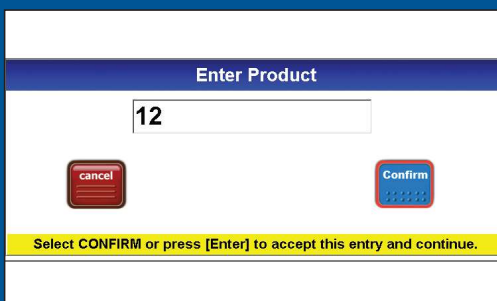 Enter Product
12
cancel
Confirm
Select CONFIRM or press [Enter] to accept this entry and continue.